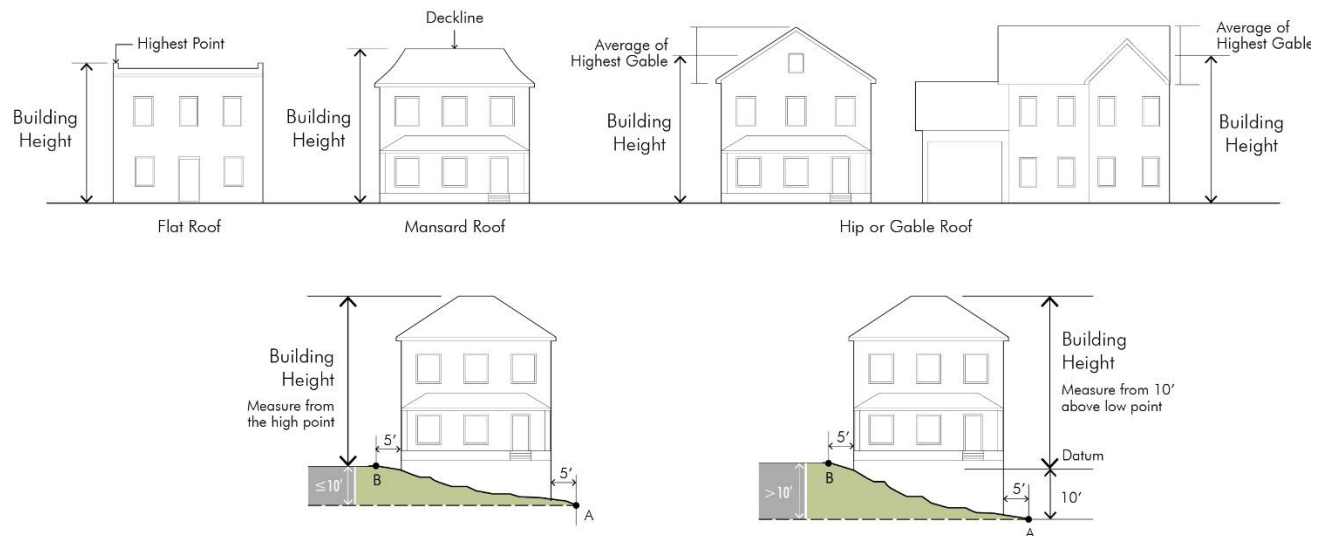 Deckline
Highest Point
Average of
Highest Gable
Average of
Highest Gable
Building
Height
Building
Height
Building
Height
Building
Height
Flat Roof
Mansard Roof
Hip or Gable Roof
Building
Height
Measure from
the high point
5'
B
≤10'
5'
A
Building
Height
Measure from 10'
above low point
5'
Datum
B
>10'
5'
10'
A